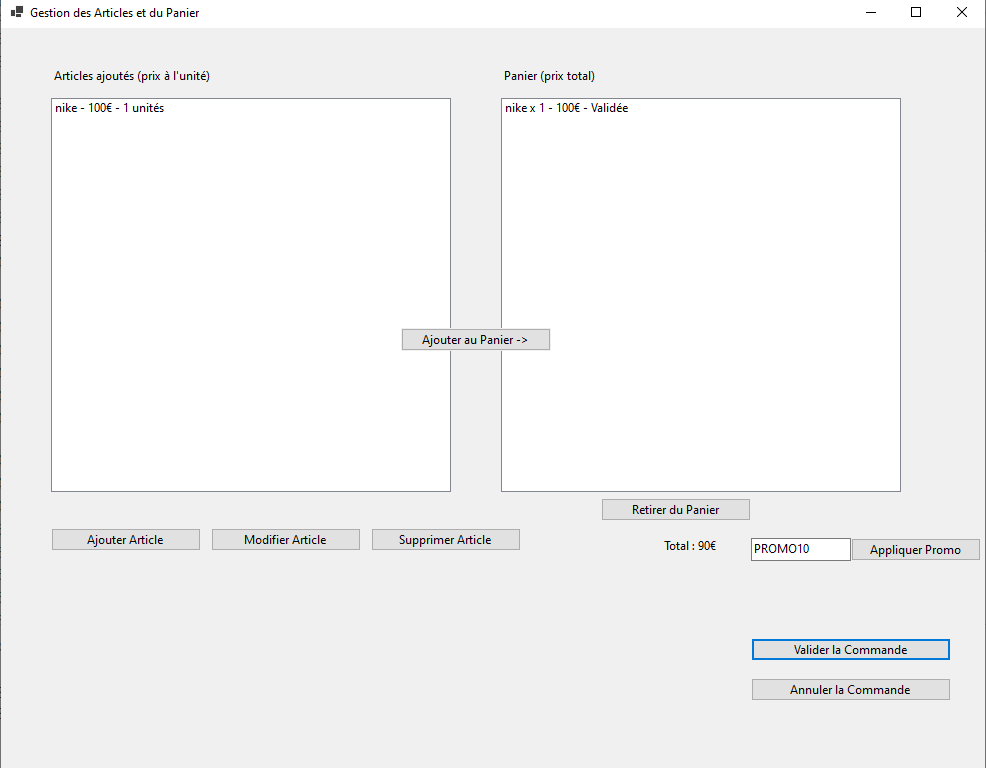 Gestion des Articles et du Panier
Articles ajoutés (prix à l'unité)
Panier (prix total)
nike - 100€ - 1 unités
nike x 1 - 100€ - Validée
Ajouter au Panier ->
Retirer du Panier
Ajouter Article
Modifier Article
Supprimer Article
Total : 90€
PROMO10
Appliquer Promo
Valider la Commande
Annuler la Commande